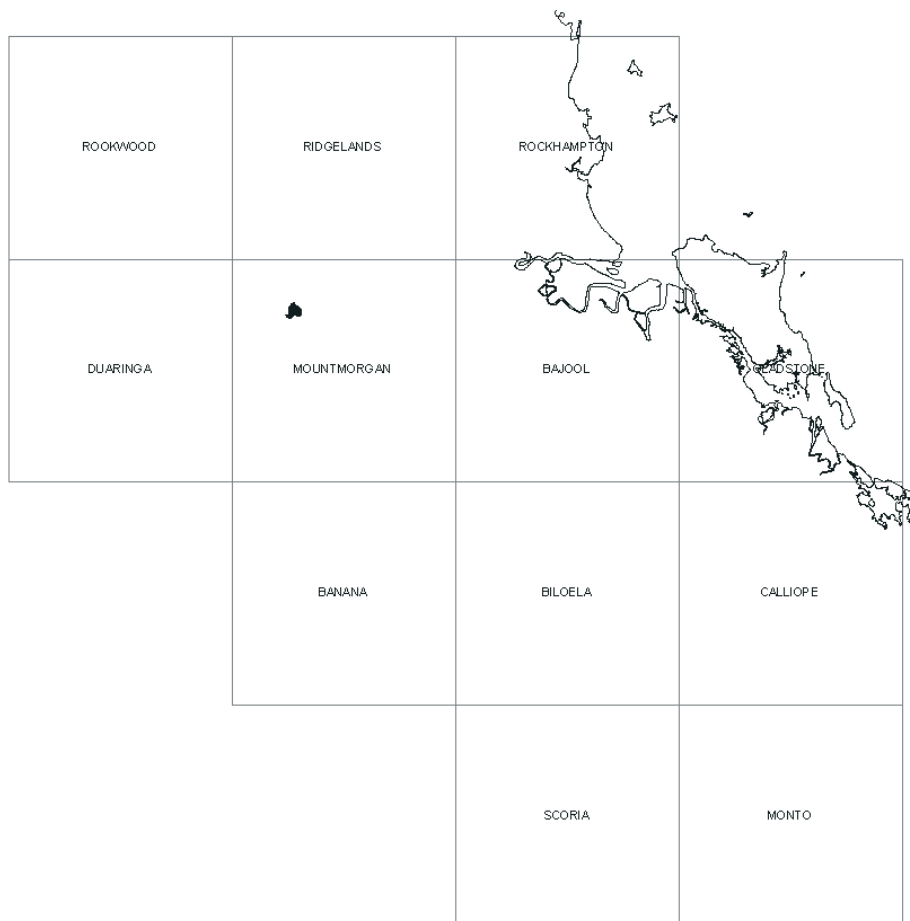 ROOKWOOD
RIDGELANDS
ROCKHAMPTON
DUARINGA
MOUNTMORGAN
BAJOOL
GLADSTONE
BANANA
BILOELA
CALLIOPE
SCORIA
MONTO